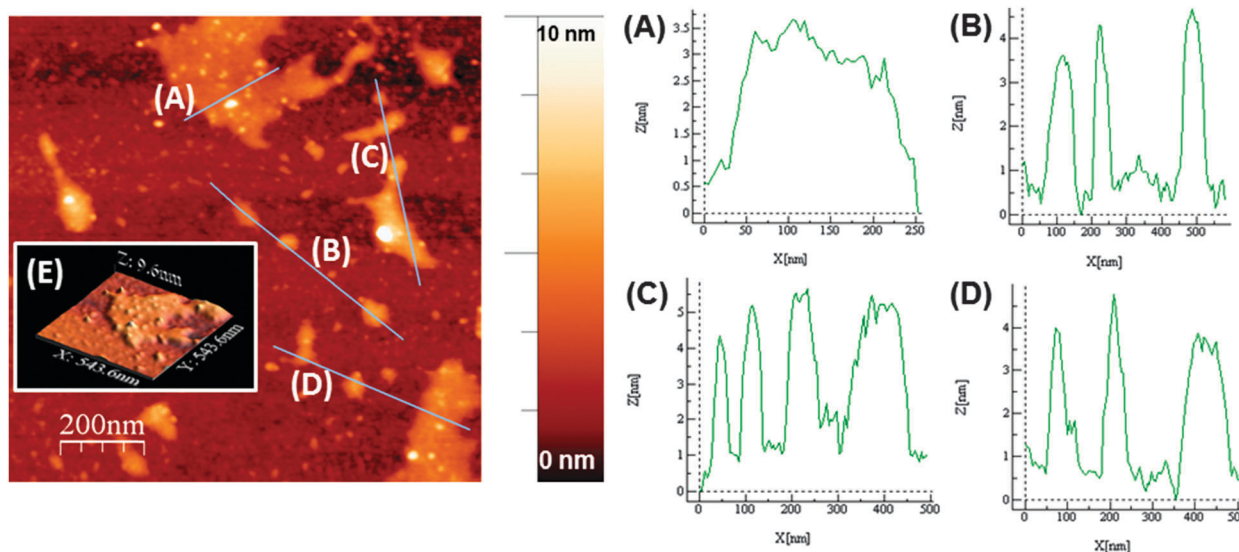 (A)
(C)
(B)
(D)
(E)
Z: 9.6nm
X: 543.6nm
Y: 543.6nm
200nm
10 nm
0 nm
(A)
Z[nm]
3.5
3
2.5
2
1.5
1
0.5
0
0 50 100 150 200 250
X[nm]
(B)
Z[nm]
4
3
2
1
0
0 100 200 300 400 500
X[nm]
(C)
Z[nm]
5
4
3
2
1
0
0 100 200 300 400 500
X[nm]
(D)
Z[nm]
4
3
2
1
0
0 100 200 300 400 500
X[nm]